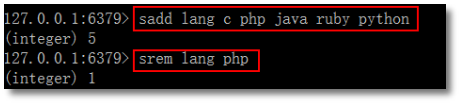 127.0.0.1:6379> sadd lang c php java ruby python
(integer) 5
127.0.0.1:6379> srem lang php
(integer) 1